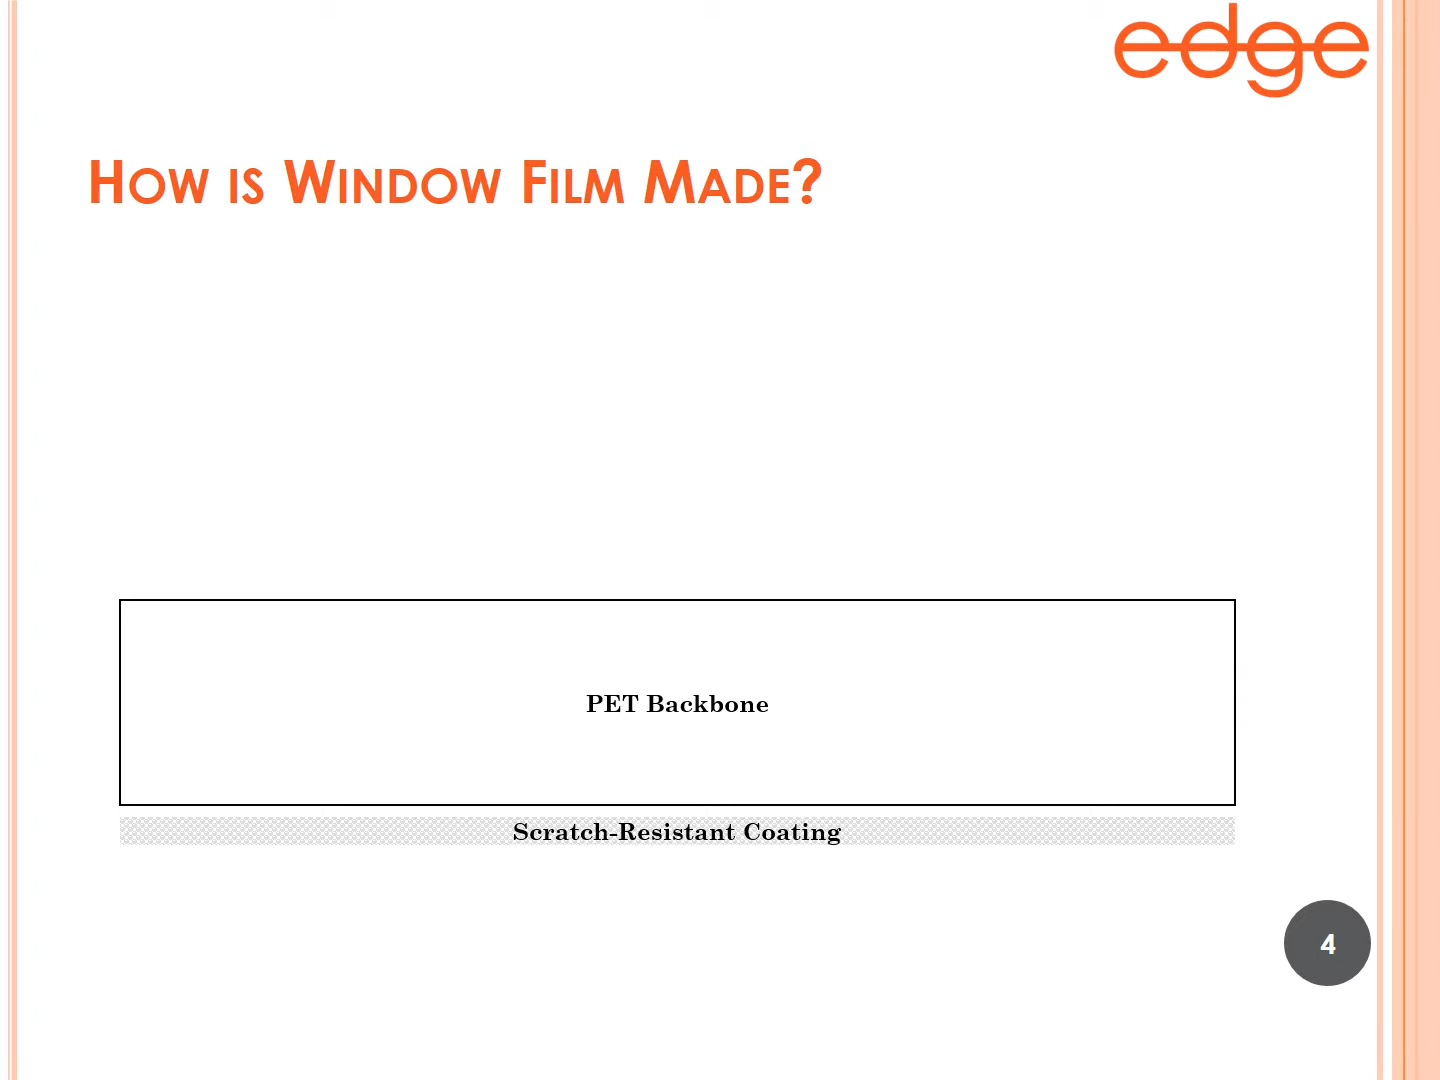 edge
How is Window Film Made?
PET Backbone
Scratch-Resistant Coating
4